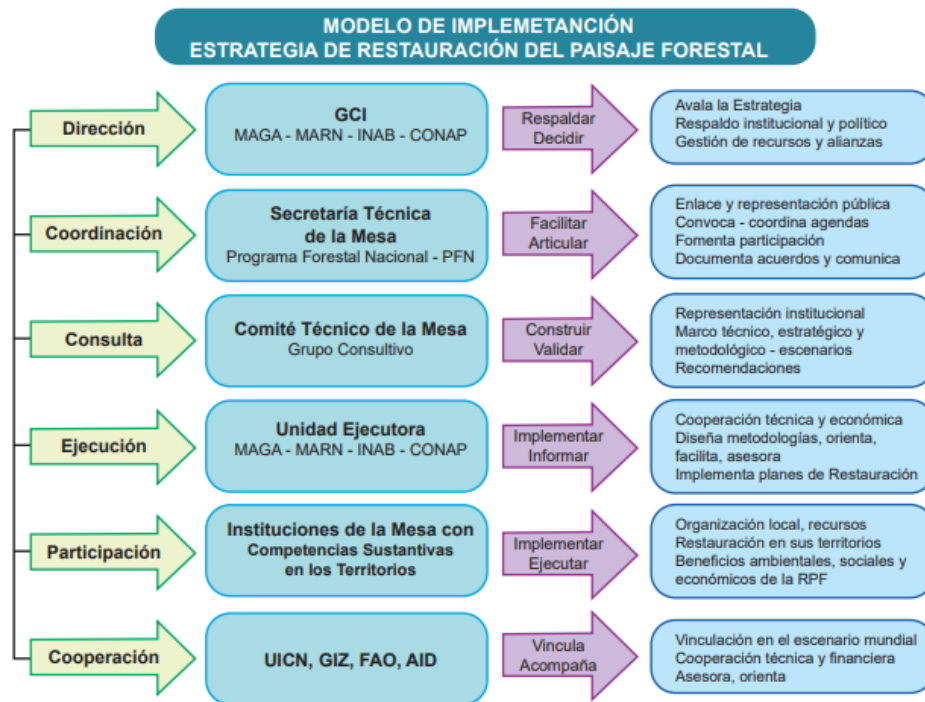 MODELO DE IMPLEMETANCIÓN
ESTRATEGIA DE RESTAURACIÓN DEL PAISAJE FORESTAL
Dirección
GCI
MAGA - MARN - INAB - CONAP
Respaldar
Decidir
Avala la Estrategia
Respaldo institucional y político
Gestión de recursos y alianzas
Coordinación
Secretaría Técnica
de la Mesa
Programa Forestal Nacional - PFN
Facilitar
Articular
Enlace y representación pública
Convoca - coordina agendas
Fomenta participación
Documenta acuerdos y comunica
Consulta
Comité Técnico de la Mesa
Grupo Consultivo
Construir
Validar
Representación institucional
Marco técnico, estratégico y
metodológico - escenarios
Recomendaciones
Ejecución
Unidad Ejecutora
MAGA - MARN - INAB - CONAP
Implementar
Informar
Cooperación técnica y económica
Diseña metodologías, orienta,
facilita, asesora
Implementa planes de Restauración
Participación
Instituciones de la Mesa con
Competencias Sustantivas
en los Territorios
Implementar
Ejecutar
Organización local, recursos
Restauración en sus territorios
Beneficios ambientales, sociales y
económicos de la RPF
Cooperación
UICN, GIZ, FAO, AID
Vincula
Acompaña
Vinculación en el escenario mundial
Cooperación técnica y financiera
Asesora, orienta